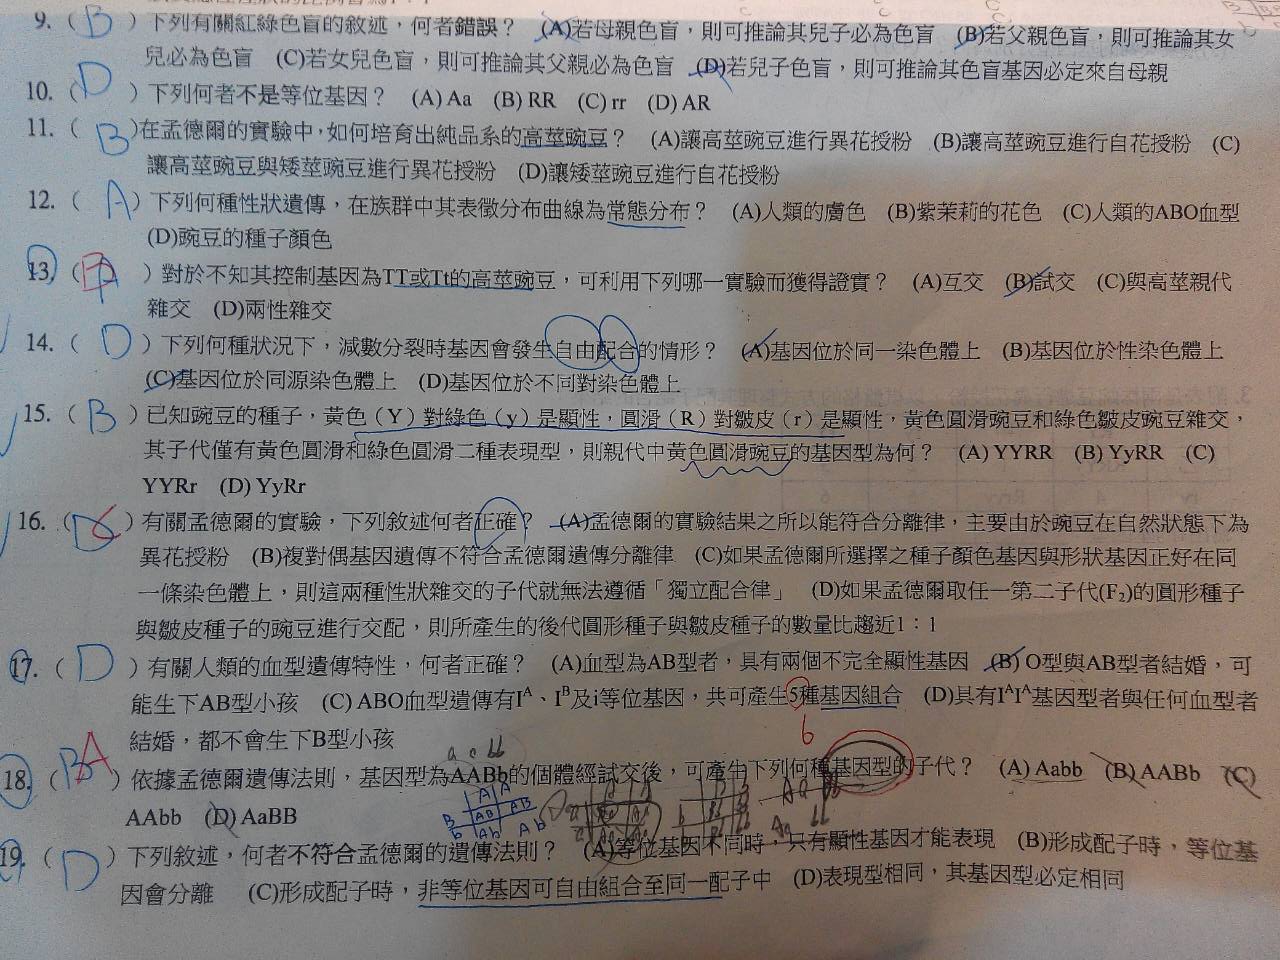 9. ( B ) 下列有關紅綠色盲的敘述，何者錯誤？ (A)若母親色盲，則可推論其兒子必為色盲 (B)若父親色盲，則可推論其女
兒必為色盲 (C)若女兒色盲，則可推論其父親必為色盲 (D)若兒子色盲，則可推論其色盲基因必定來自母親
10. ( D ) 下列何者不是等位基因？ (A) Aa (B) RR (C) rr (D) AR
11. ( B )在孟德爾的實驗中，如何培育出純品系的高莖豌豆？ (A)讓高莖豌豆進行異花授粉 (B)讓高莖豌豆進行自花授粉 (C)
讓高莖豌豆與矮莖豌豆進行異花授粉 (D)讓矮莖豌豆進行自花授粉
12. ( A ) 下列何種性狀遺傳，在族群中其表徵分布曲線為常態分布？ (A)人類的膚色 (B)紫茉莉的花色 (C)人類的ABO血型
(D)豌豆的種子顏色
13. ( B ) 對於不知其控制基因為TT或Tt的高莖豌豆，可利用下列哪一實驗而獲得證實？ (A)互交 (B)試交 (C)與高莖親代
雜交 (D)兩性雜交
14. ( D ) 下列何種狀況下，減數分裂時基因會發生自由配合的情形？ (A)基因位於同一染色體上 (B)基因位於性染色體上
(C)基因位於同源染色體上 (D)基因位於不同對染色體上
15. ( B ) 已知豌豆的種子，黃色（Y）對綠色（y）是顯性，圓滑（R）對皺皮（r）是顯性，黃色圓滑豌豆和綠色皺皮豌豆雜交，
其子代僅有黃色圓滑和綠色圓滑二種表現型，則親代中黃色圓滑豌豆的基因型為何？ (A) YYRR (B) YyRR (C)
YYRr (D) YyRr
16. ( D C ) 有關孟德爾的實驗，下列敘述何者正確？ (A)孟德爾的實驗結果之所以能符合分離律，主要由於豌豆在自然狀態下為
異花授粉 (B)複對偶基因遺傳不符合孟德爾遺傳分離律 (C)如果孟德爾所選擇之種子顏色基因與形狀基因正好在同
一條染色體上，則這兩種性狀雜交的子代就無法遵循「獨立配合律」 (D)如果孟德爾取任一第二子代(F₂)的圓形種子
與皺皮種子的豌豆進行交配，則所產生的後代圓形種子與皺皮種子的數量比趨近1：1
17. ( D ) 有關人類的血型遺傳特性，何者正確？ (A)血型為AB型者，具有兩個不完全顯性基因 (B) O型與AB型者結婚，可
能生下AB型小孩 (C) ABO血型遺傳有Iᴬ、Iᴮ及i等位基因，共可產生5種基因組合 (D)具有IᴬIᴬ基因型者與任何血型者
結婚，都不會生下B型小孩
6
a a bb
18. ( B A ) 依據孟德爾遺傳法則，基因型為AABb的個體經試交後，可產生下列何種基因型的子代？ (A) Aabb (B) AABb (C)
AAbb (D) AaBB
A A
B AB AB
b Ab Ab
19. ( D ) 下列敘述，何者不符合孟德爾的遺傳法則？ (A)等位基因不同時，只有顯性基因才能表現 (B)形成配子時，等位基
因會分離 (C)形成配子時，非等位基因可自由組合至同一配子中 (D)表現型相同，其基因型必定相同